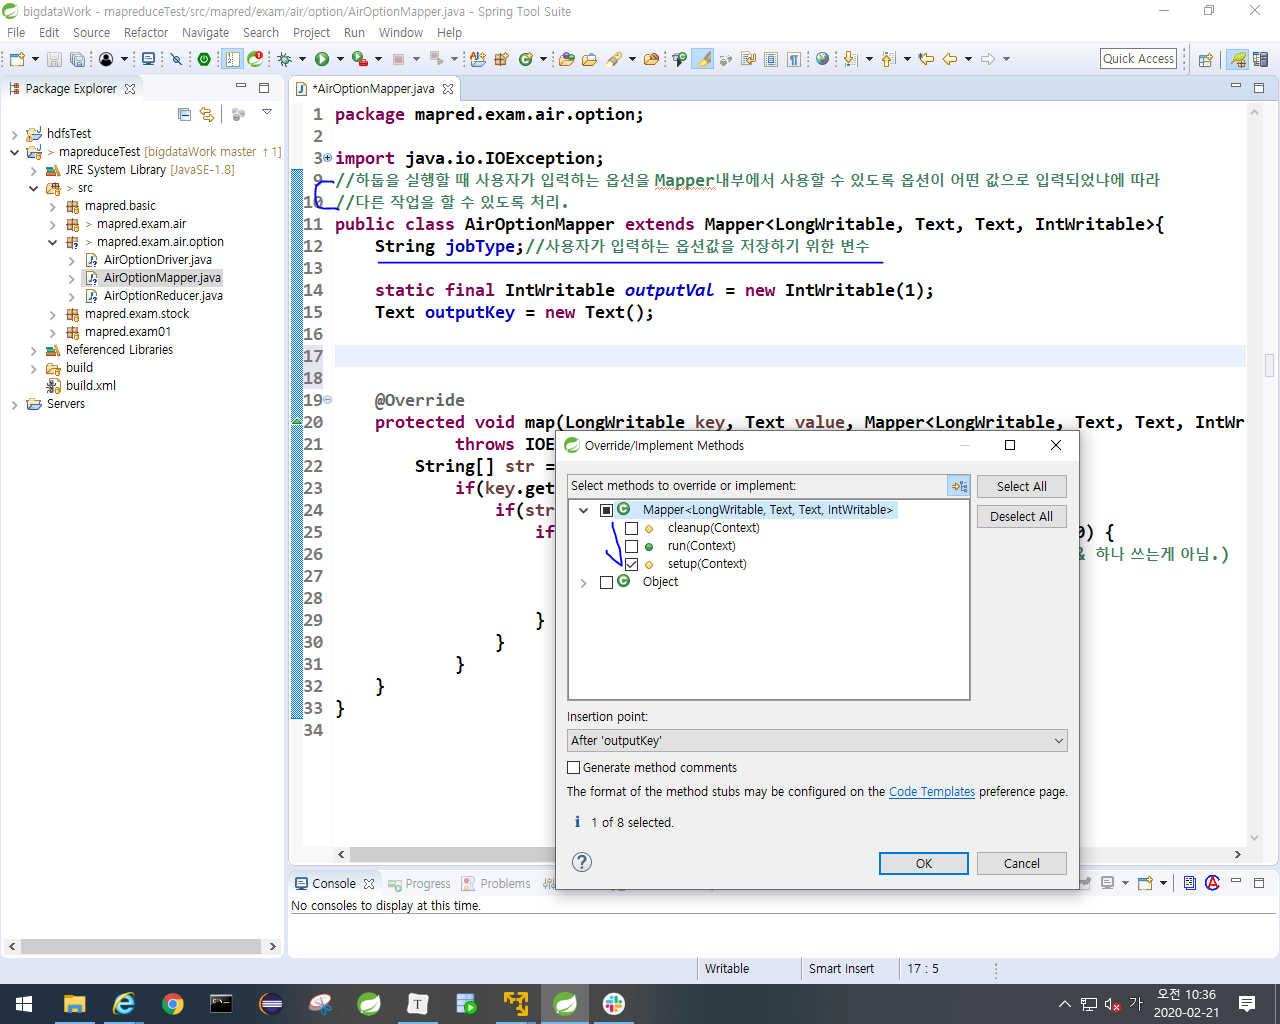 bigdataWork - mapreduceTest/src/mapred/exam/air/option/AirOptionMapper.java - Spring Tool Suite
File Edit Source Refactor Navigate Search Project Run Window Help
Quick Access
Package Explorer
hdfsTest
> mapreduceTest [bigdataWork master ↑1]
JRE System Library [JavaSE-1.8]
> src
mapred.basic
> mapred.exam.air
> mapred.exam.air.option
AirOptionDriver.java
AirOptionMapper.java
AirOptionReducer.java
mapred.exam.stock
mapred.exam01
Referenced Libraries
build
build.xml
Servers
*AirOptionMapper.java
1 package mapred.exam.air.option;
2
3 import java.io.IOException;
9 //하둡을 실행할 때 사용자가 입력하는 옵션을 Mapper내부에서 사용할 수 있도록 옵션이 어떤 값으로 입력되었냐에 따라
10 //다른 작업을 할 수 있도록 처리.
11 public class AirOptionMapper extends Mapper<LongWritable, Text, Text, IntWritable>{
12 String jobType;//사용자가 입력하는 옵션값을 저장하기 위한 변수
13
14 static final IntWritable outputVal = new IntWritable(1);
15 Text outputKey = new Text();
16
17
18
19 @Override
20 protected void map(LongWritable key, Text value, Mapper<LongWritable, Text, Text, IntWr
21 throws IOE
22 String[] str =
23 if(key.get
24 if(str
25 if 0) {
26 & 하나 쓰는게 아님.)
27
28
29 }
30 }
31 }
32 }
33 }
34
Override/Implement Methods
Select methods to override or implement:
Mapper<LongWritable, Text, Text, IntWritable>
cleanup(Context)
run(Context)
setup(Context)
Object
Select All
Deselect All
Insertion point:
After 'outputKey'
Generate method comments
The format of the method stubs may be configured on the Code Templates preference page.
1 of 8 selected.
OK
Cancel
Console Progress Problems
No consoles to display at this time.
Writable Smart Insert 17 : 5
가 오전 10:36
2020-02-21